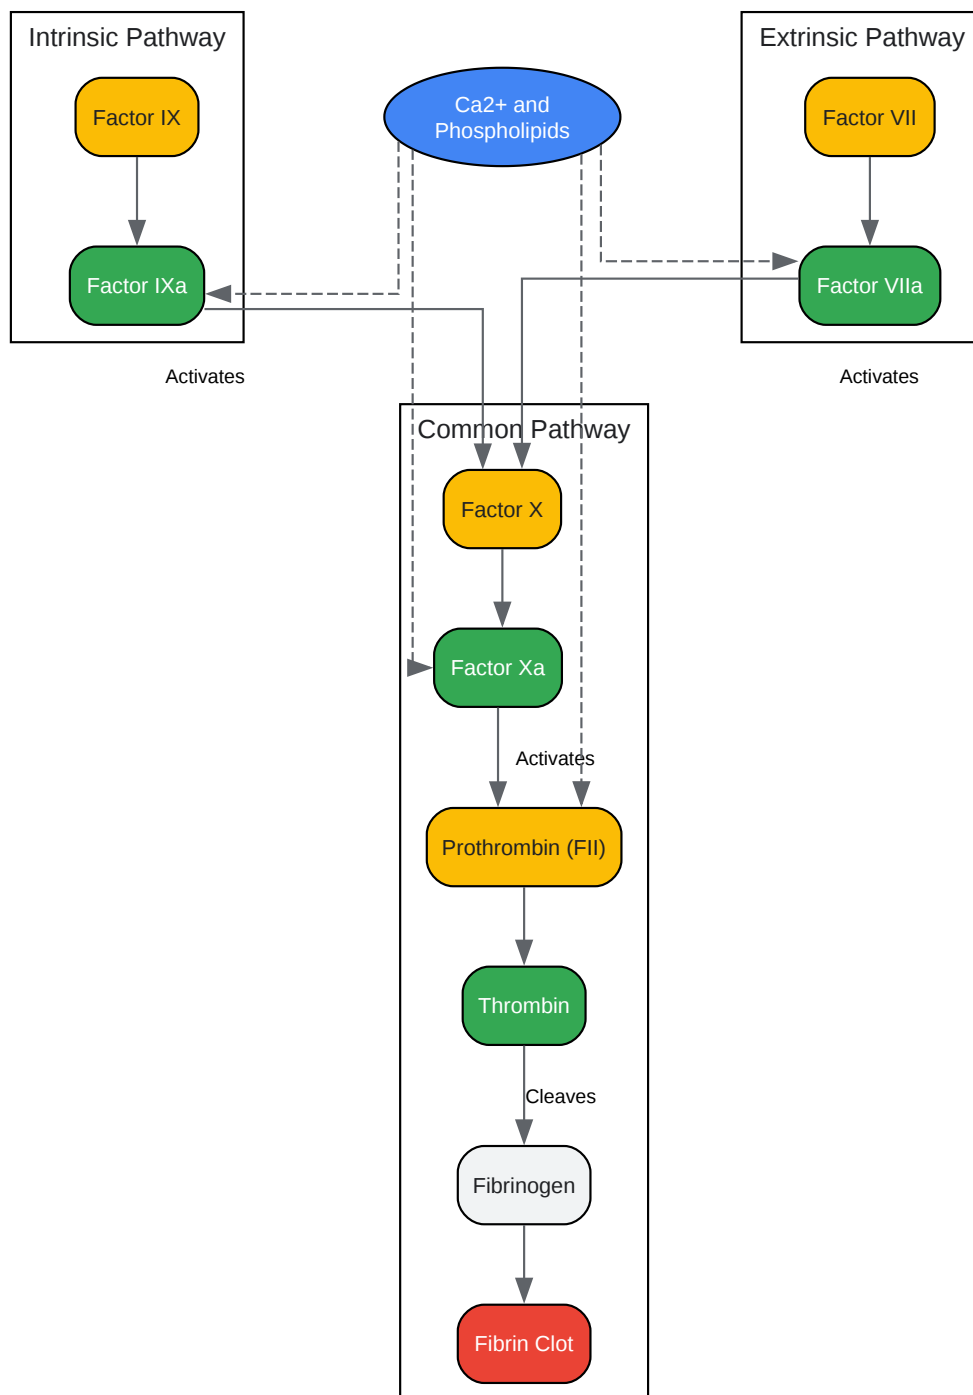 Intrinsic Pathway
Extrinsic Pathway
Factor IX
Ca2+ and
Phospholipids
Factor VII
Factor IXa
Factor VIIa
Activates
Activates
Common Pathway
Factor X
Factor Xa
Activates
Prothrombin (FII)
Thrombin
Cleaves
Fibrinogen
Fibrin Clot